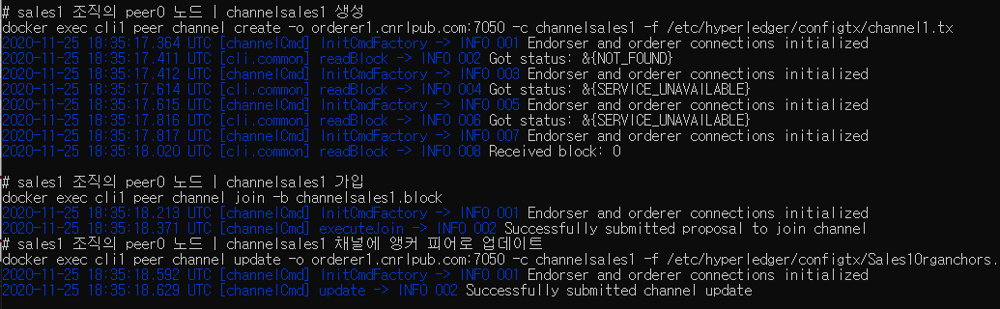 # sales1 조직의 peer0 노드 | channelsales1 생성
docker exec cli1 peer channel create -o orderer1.cnrlpub.com:7050 -c channelsales1 -f /etc/hyperledger/configtx/channel1.tx
2020-11-25 18:35:17.364 UTC [channelCmd] InitCmdFactory -> INFO 001 Endorser and orderer connections initialized
2020-11-25 18:35:17.411 UTC [cli.common] readBlock -> INFO 002 Got status: &{NOT_FOUND}
2020-11-25 18:35:17.412 UTC [channelCmd] InitCmdFactory -> INFO 003 Endorser and orderer connections initialized
2020-11-25 18:35:17.614 UTC [cli.common] readBlock -> INFO 004 Got status: &{SERVICE_UNAVAILABLE}
2020-11-25 18:35:17.615 UTC [channelCmd] InitCmdFactory -> INFO 005 Endorser and orderer connections initialized
2020-11-25 18:35:17.816 UTC [cli.common] readBlock -> INFO 006 Got status: &{SERVICE_UNAVAILABLE}
2020-11-25 18:35:17.817 UTC [channelCmd] InitCmdFactory -> INFO 007 Endorser and orderer connections initialized
2020-11-25 18:35:18.020 UTC [cli.common] readBlock -> INFO 008 Received block: 0
# sales1 조직의 peer0 노드 | channelsales1 가입
docker exec cli1 peer channel join -b channelsales1.block
2020-11-25 18:35:18.213 UTC [channelCmd] InitCmdFactory -> INFO 001 Endorser and orderer connections initialized
2020-11-25 18:35:18.371 UTC [channelCmd] executeJoin -> INFO 002 Successfully submitted proposal to join channel
# sales1 조직의 peer0 노드 | channelsales1 채널에 앵커 피어로 업데이트
docker exec cli1 peer channel update -o orderer1.cnrlpub.com:7050 -c channelsales1 -f /etc/hyperledger/configtx/Sales1Organchors.
2020-11-25 18:35:18.592 UTC [channelCmd] InitCmdFactory -> INFO 001 Endorser and orderer connections initialized
2020-11-25 18:35:18.629 UTC [channelCmd] update -> INFO 002 Successfully submitted channel update